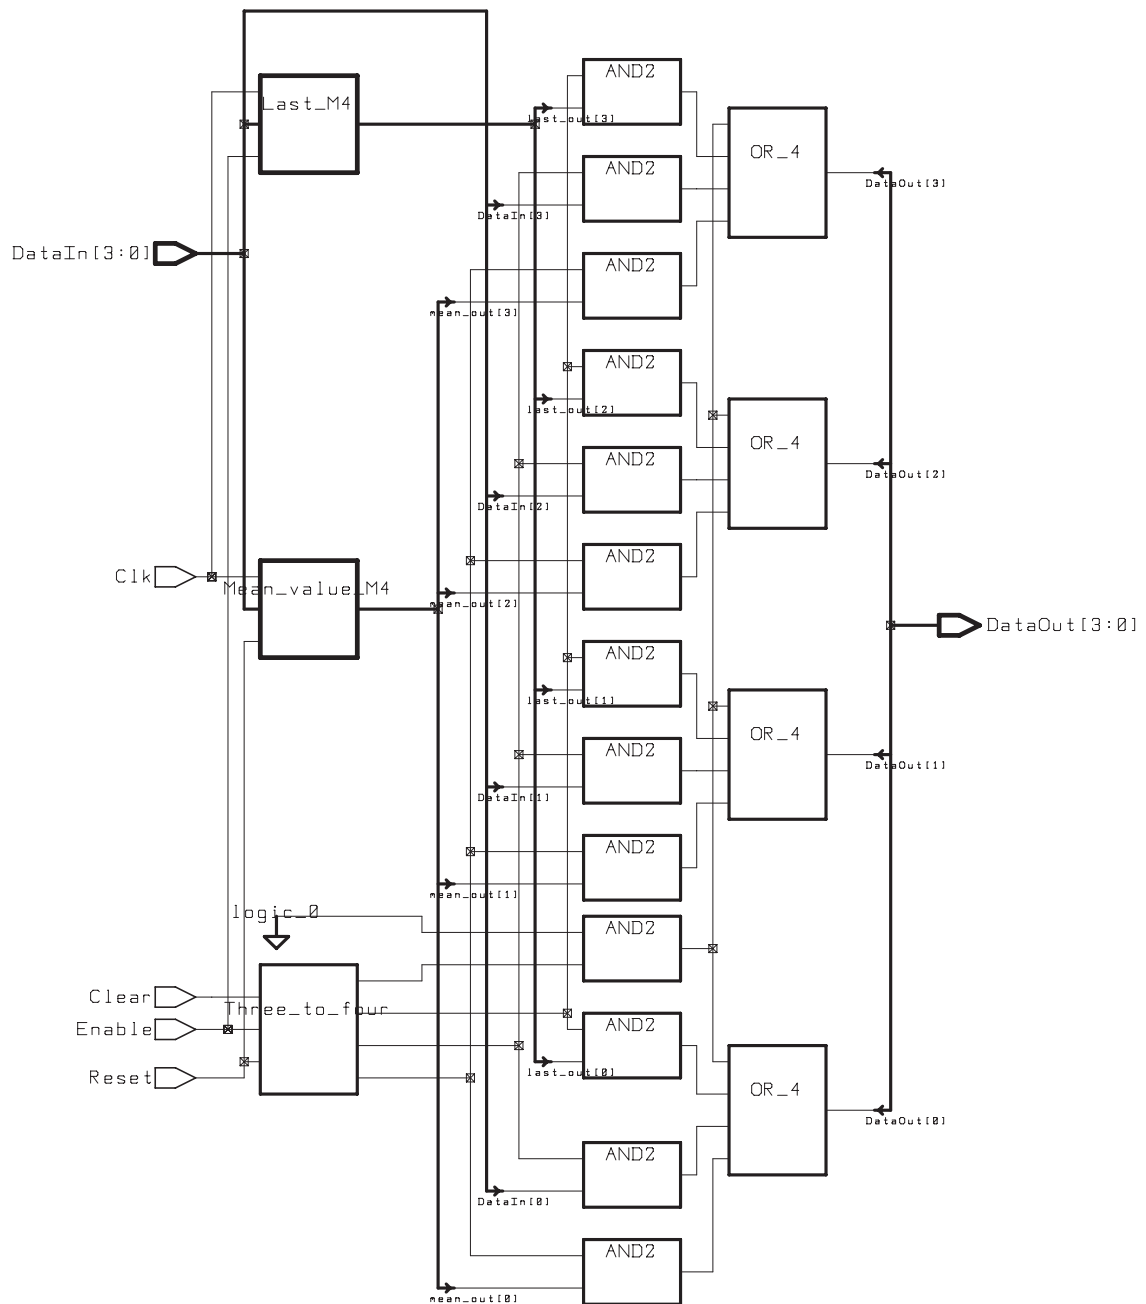 AND2
Last_M4
last_out[3]
OR_4
AND2
DataOut[3]
DataIn[3]
DataIn[3:0]
AND2
mean_out[3]
AND2
last_out[2]
OR_4
AND2
DataOut[2]
DataIn[2]
AND2
Clk
Mean_value_M4
mean_out[2]
DataOut[3:0]
AND2
last_out[1]
OR_4
AND2
DataOut[1]
DataIn[1]
AND2
mean_out[1]
logic_0
AND2
Clear
Three_to_four
Enable
AND2
last_out[0]
Reset
OR_4
DataOut[0]
AND2
DataIn[0]
AND2
mean_out[0]